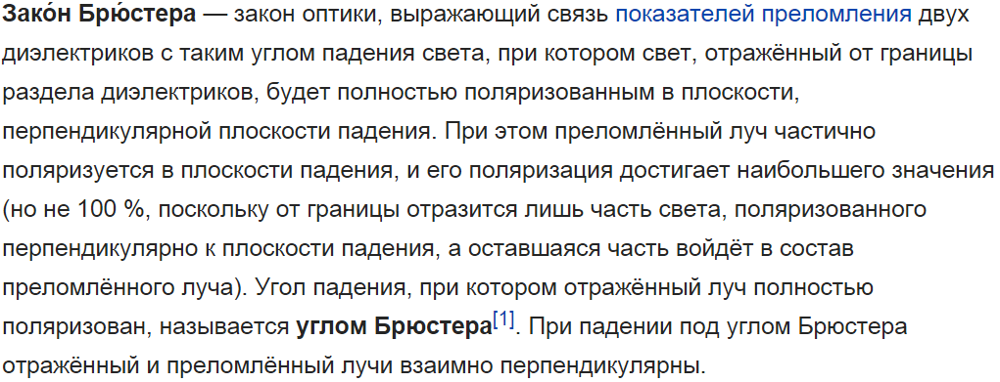 Зако́н Брю́стера — закон оптики, выражающий связь показателей преломления двух
диэлектриков с таким углом падения света, при котором свет, отражённый от границы
раздела диэлектриков, будет полностью поляризованным в плоскости,
перпендикулярной плоскости падения. При этом преломлённый луч частично
поляризуется в плоскости падения, и его поляризация достигает наибольшего значения
(но не 100 %, поскольку от границы отразится лишь часть света, поляризованного
перпендикулярно к плоскости падения, а оставшаяся часть войдёт в состав
преломлённого луча). Угол падения, при котором отражённый луч полностью
поляризован, называется углом Брюстера[1]. При падении под углом Брюстера
отражённый и преломлённый лучи взаимно перпендикулярны.